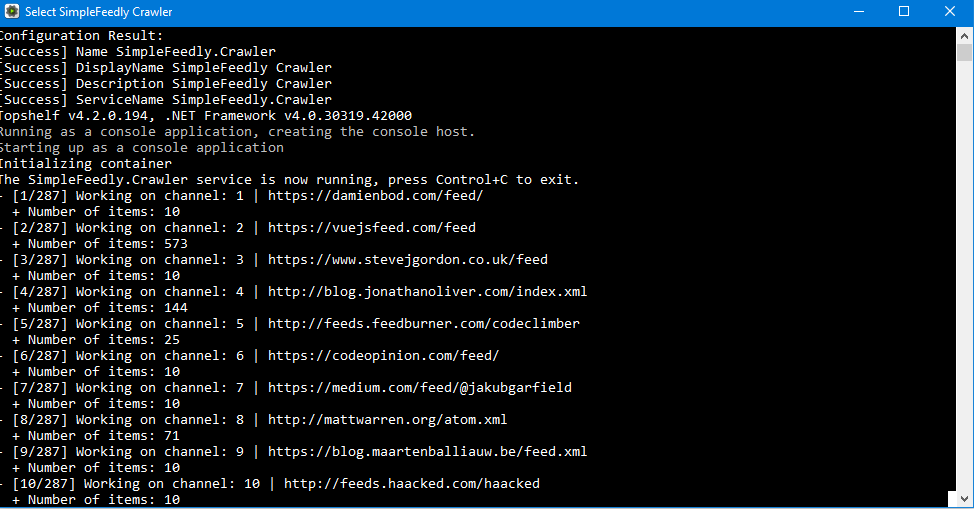 Select SimpleFeedly Crawler
Configuration Result:
[Success] Name SimpleFeedly.Crawler
[Success] DisplayName SimpleFeedly Crawler
[Success] Description SimpleFeedly Crawler
[Success] ServiceName SimpleFeedly.Crawler
Topshelf v4.2.0.194, .NET Framework v4.0.30319.42000
Running as a console application, creating the console host.
Starting up as a console application
Initializing container
The SimpleFeedly.Crawler service is now running, press Control+C to exit.
- [1/287] Working on channel: 1 | https://damienbod.com/feed/
+ Number of items: 10
- [2/287] Working on channel: 2 | https://vuejsfeed.com/feed
+ Number of items: 573
- [3/287] Working on channel: 3 | https://www.stevejgordon.co.uk/feed
+ Number of items: 10
- [4/287] Working on channel: 4 | http://blog.jonathanoliver.com/index.xml
+ Number of items: 144
- [5/287] Working on channel: 5 | http://feeds.feedburner.com/codeclimber
+ Number of items: 25
- [6/287] Working on channel: 6 | https://codeopinion.com/feed/
+ Number of items: 10
- [7/287] Working on channel: 7 | https://medium.com/feed/@jakubgarfield
+ Number of items: 10
- [8/287] Working on channel: 8 | http://mattwarren.org/atom.xml
+ Number of items: 71
- [9/287] Working on channel: 9 | https://blog.maartenballiauw.be/feed.xml
+ Number of items: 10
- [10/287] Working on channel: 10 | http://feeds.haacked.com/haacked
+ Number of items: 10